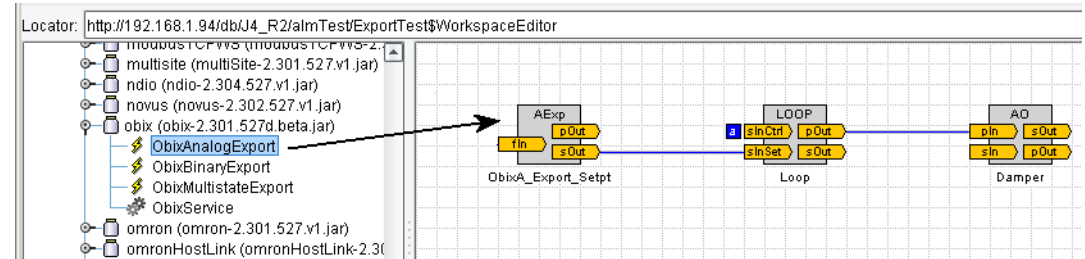 Locator: http://192.168.1.94/db/J4_R2/almTest/ExportTest$WorkspaceEditor
multisite (multiSite-2.301.527.v1.jar)
ndio (ndio-2.304.527.v1.jar)
novus (novus-2.302.527.v1.jar)
obix (obix-2.301.527d.beta.jar)
ObixAnalogExport
ObixBinaryExport
ObixMultistateExport
ObixService
omron (omron-2.301.527.v1.jar)
omronHostLink (omronHostLink-2.30
AExp
pOut
fIn
sOut
ObixA_Export_Setpt
LOOP
a sInCtrl pOut
sInSet sOut
Loop
AO
pIn sOut
sIn pOut
Damper